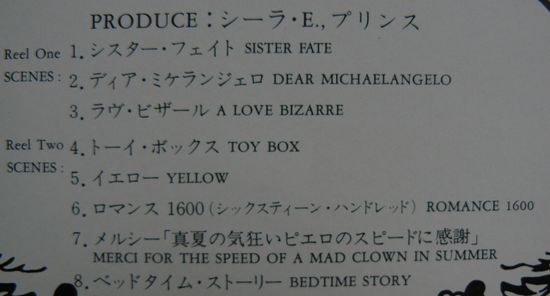 PRODUCE：シーラ・E., プリンス
Reel One 1. シスター・フェイト SISTER FATE
SCENES：
2. ディア・ミケランジェロ DEAR MICHAELANGELO
3. ラヴ・ビザール A LOVE BIZARRE
Reel Two 4. トーイ・ボックス TOY BOX
SCENES：
5. イエロー YELLOW
6. ロマンス 1600（シックスティーン・ハンドレッド） ROMANCE 1600
7. メルシー「真夏の気狂いピエロのスピードに感謝」
MERCI FOR THE SPEED OF A MAD CLOWN IN SUMMER
8. ベッドタイム・ストーリー BEDTIME STORY